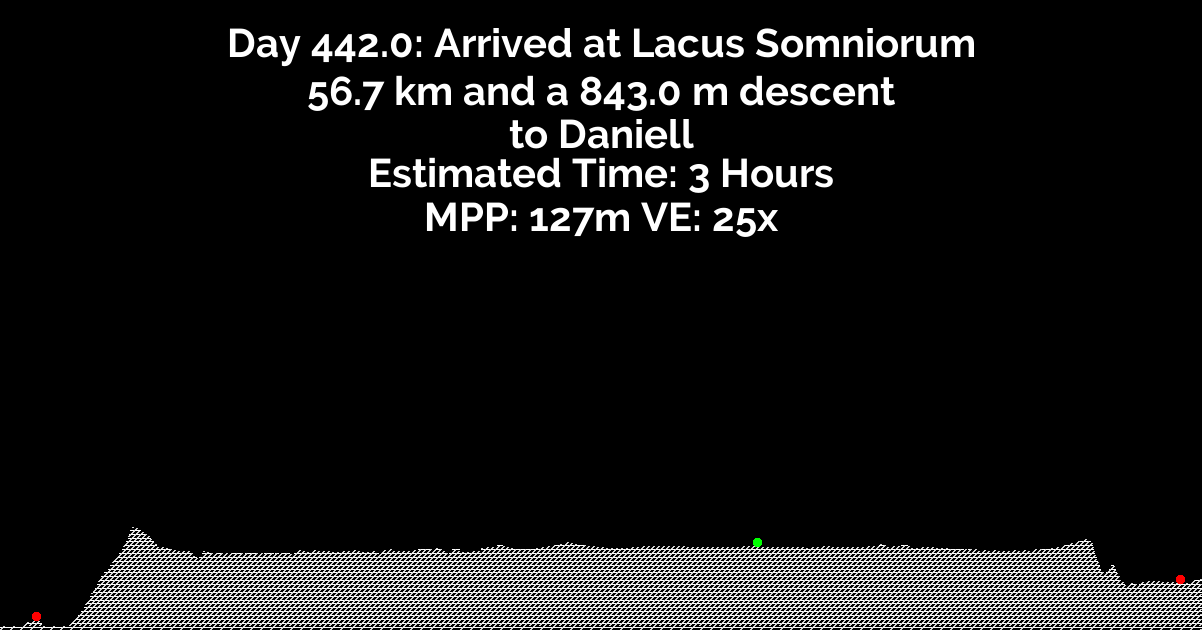 Day 442.0: Arrived at Lacus Somniorum
56.7 km and a 843.0 m descent
to Daniell
Estimated Time: 3 Hours
MPP: 127m VE: 25x